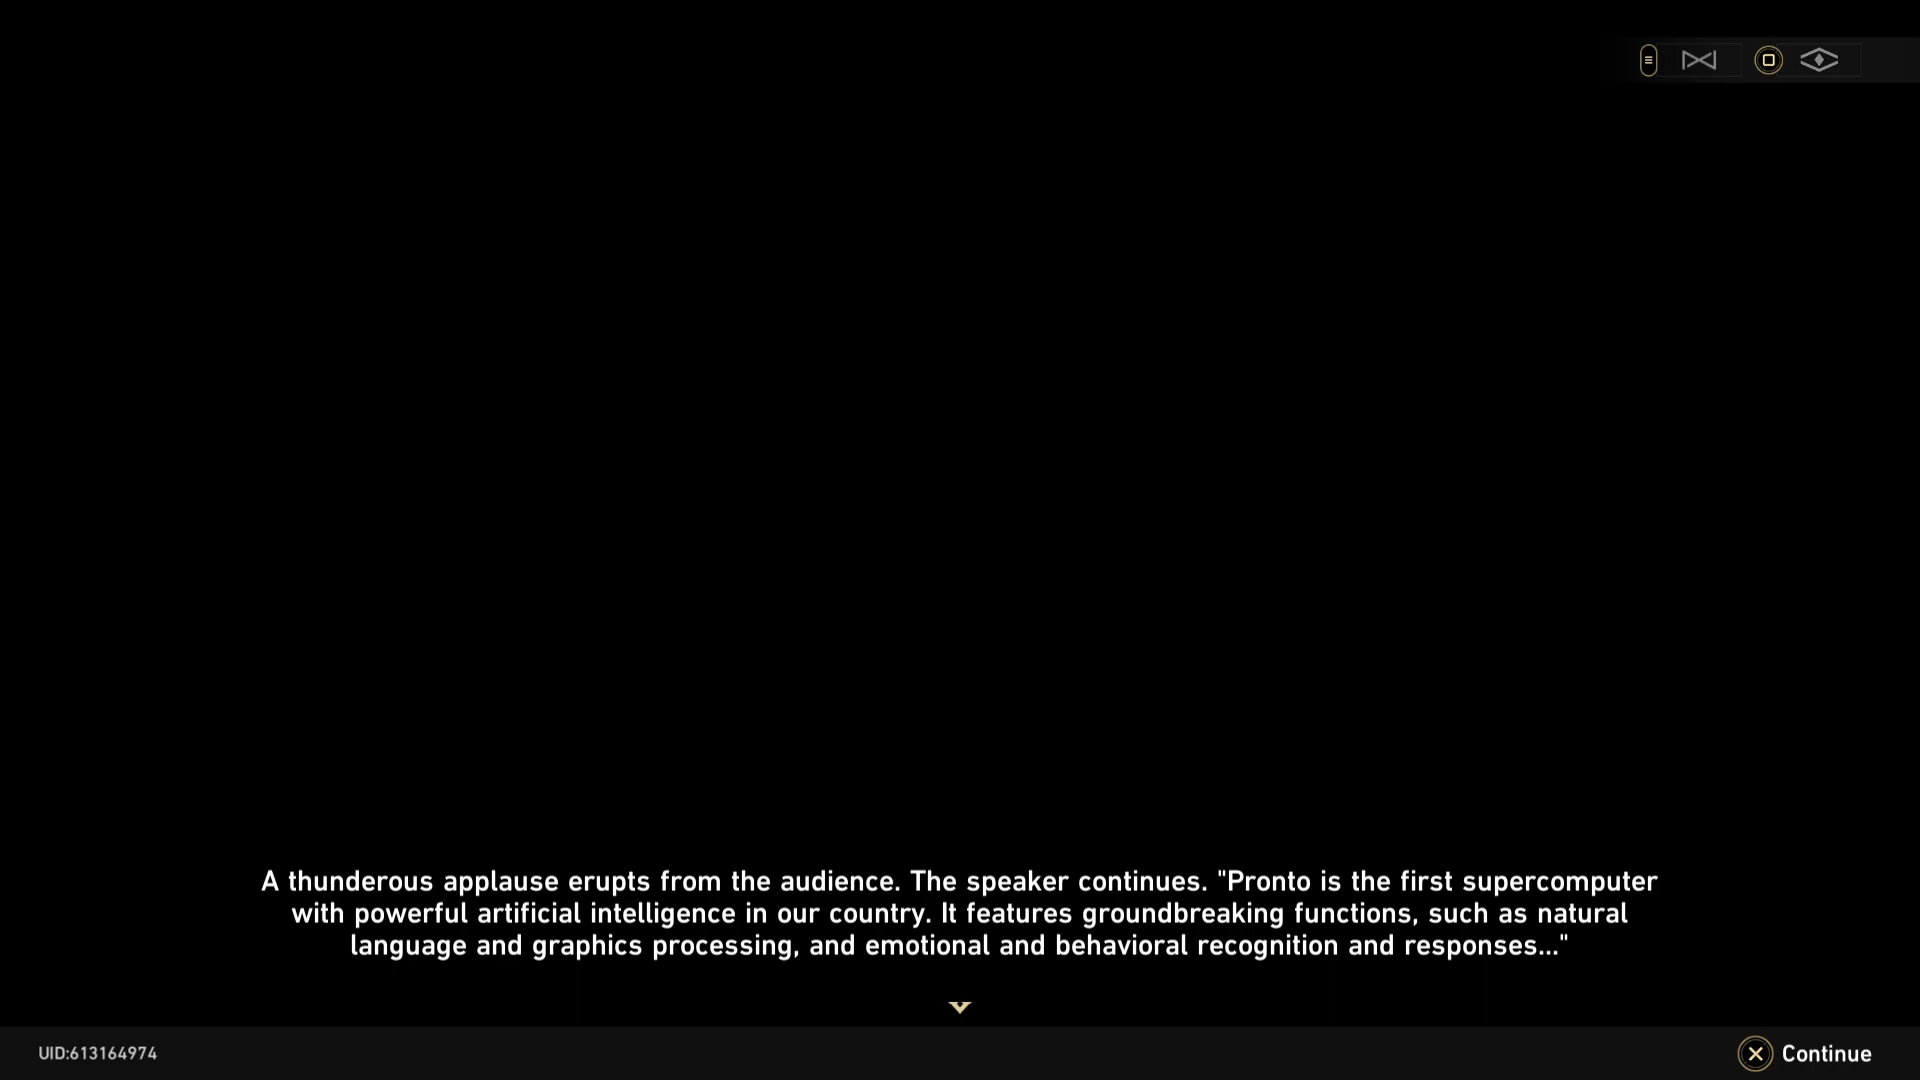 A thunderous applause erupts from the audience. The speaker continues. "Pronto is the first supercomputer
with powerful artificial intelligence in our country. It features groundbreaking functions, such as natural
language and graphics processing, and emotional and behavioral recognition and responses..."
UID:613164974
Continue